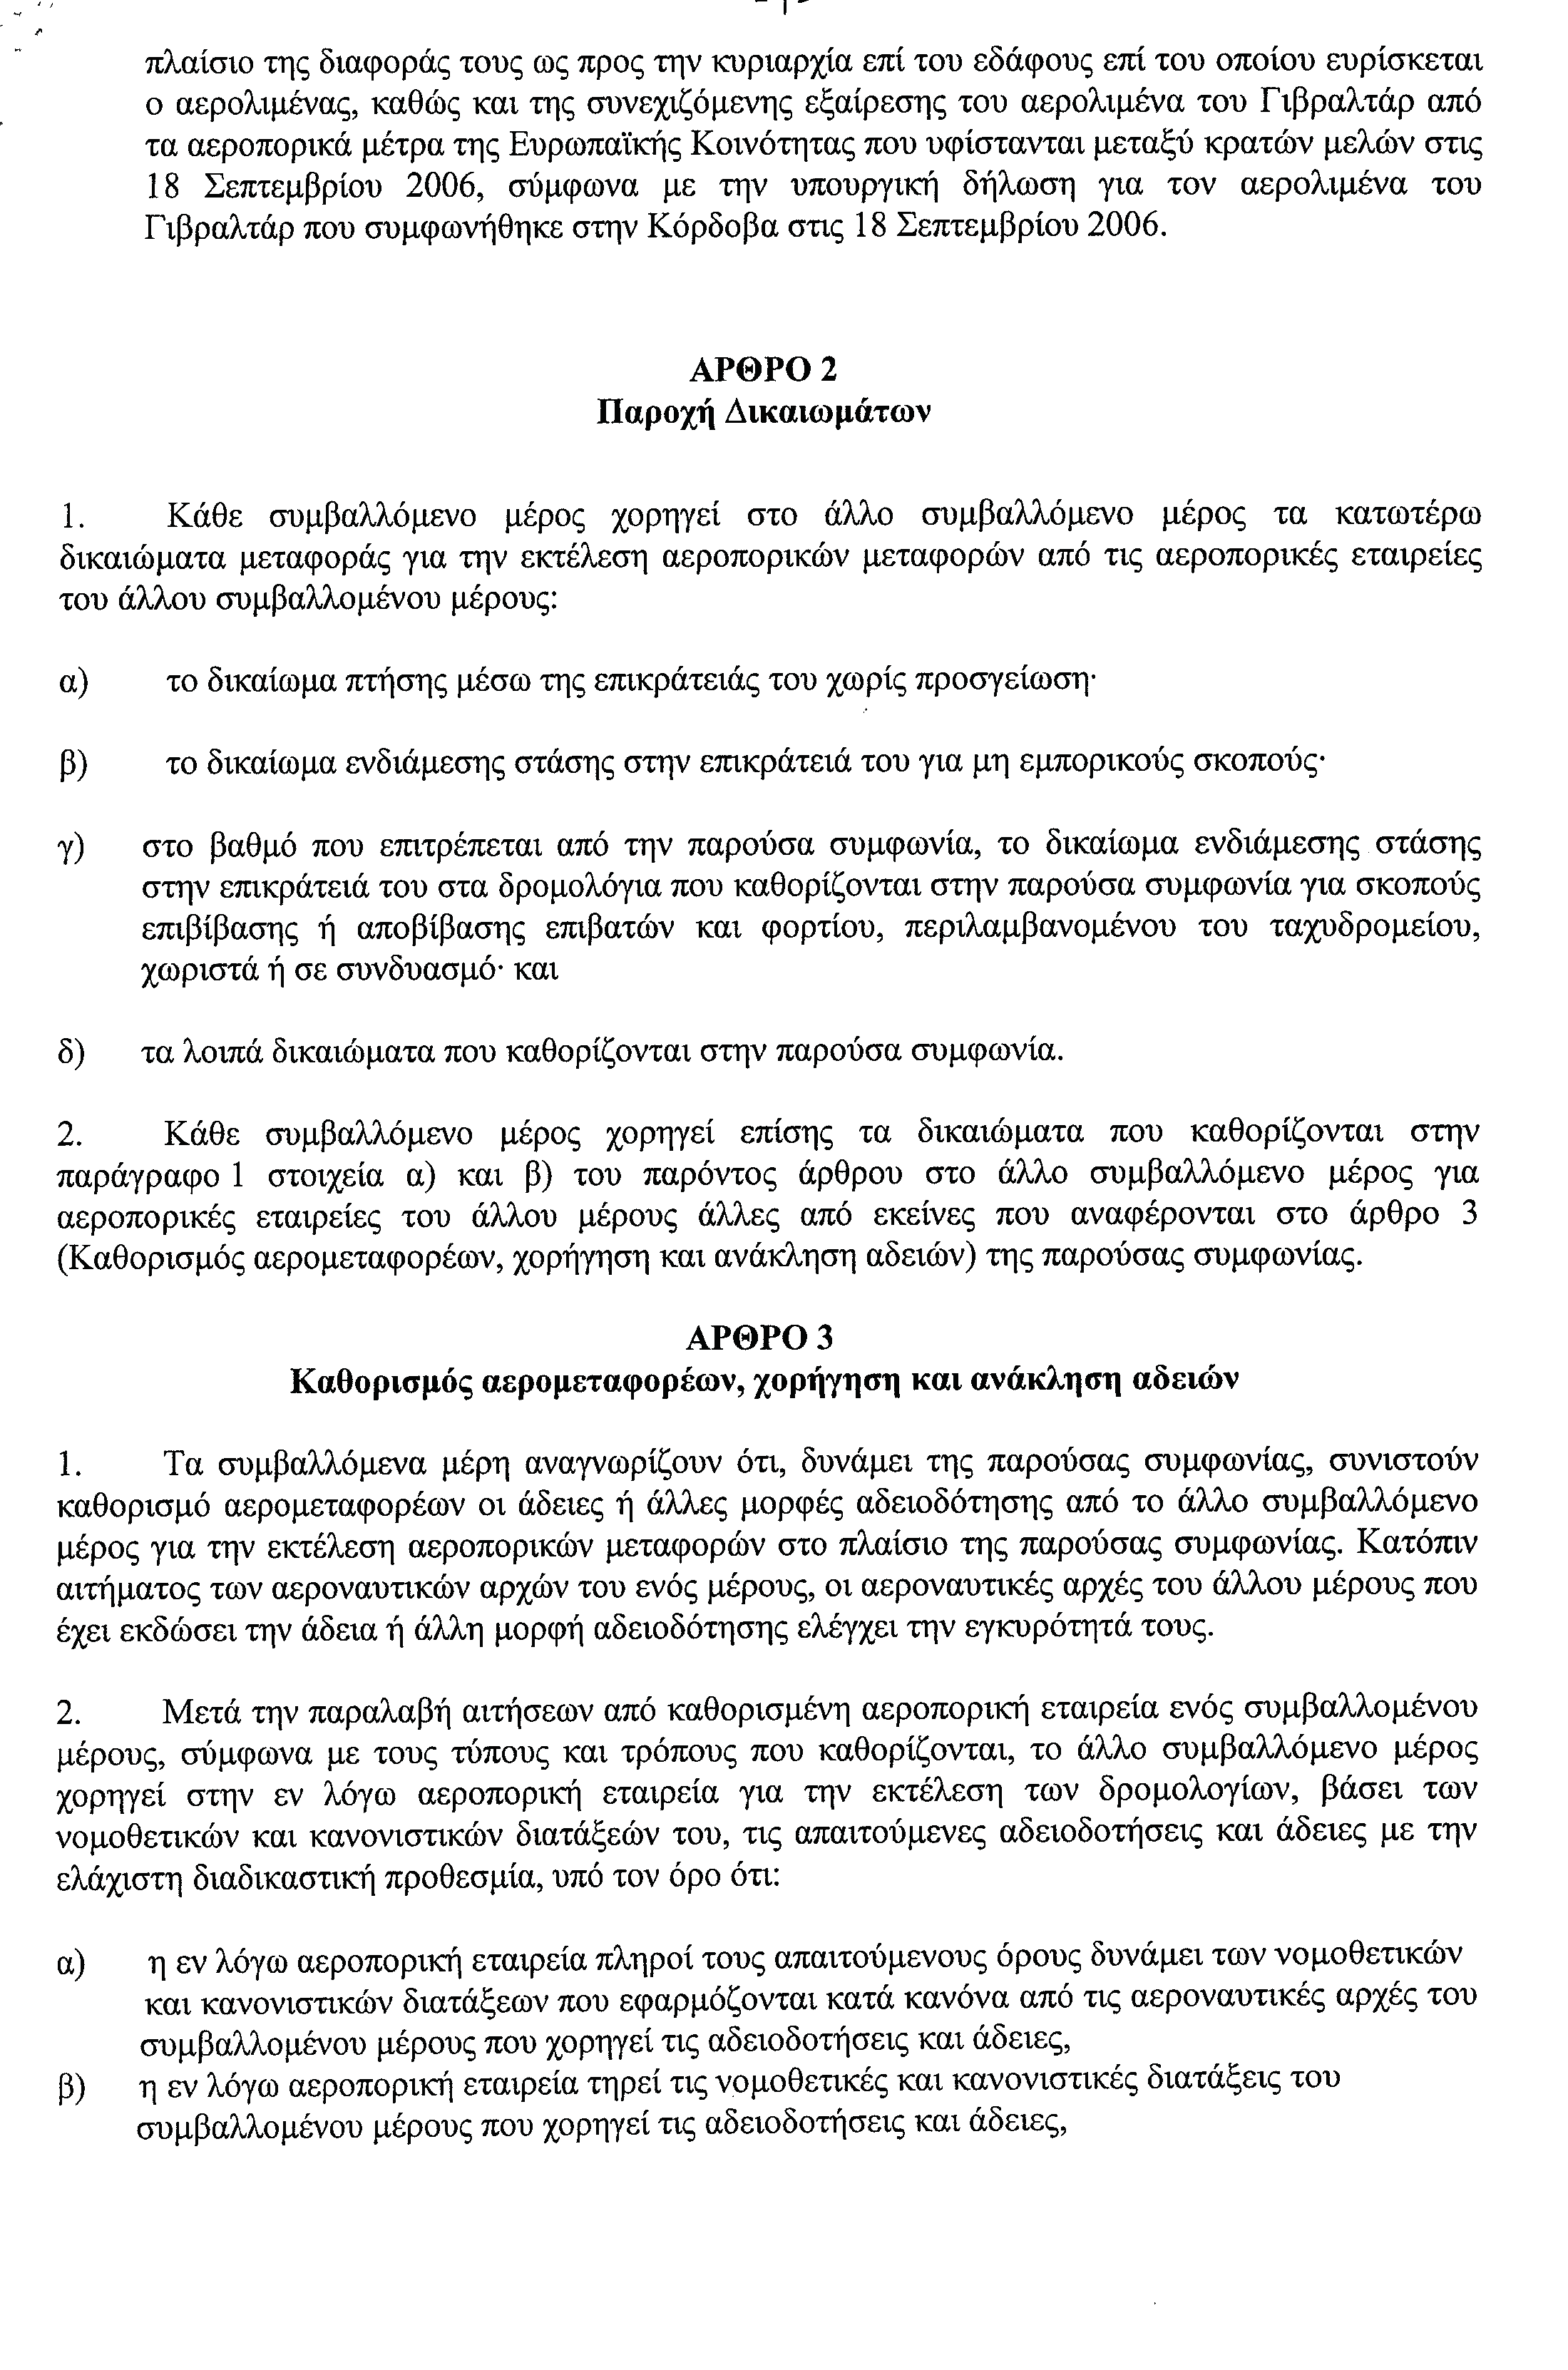 πλαίσιο της διαφοράς τους ως προς την κυριαρχία επί του εδάφους επί του οποίου ευρίσκεται
ο αερολιμένας, καθώς και της συνεχιζόμενης εξαίρεσης του αερολιμένα του Γιβραλτάρ από
τα αεροπορικά μέτρα της Ευρωπαϊκής Κοινότητας που υφίστανται μεταξύ κρατών μελών στις
18 Σεπτεμβρίου 2006, σύμφωνα με την υπουργική δήλωση για τον αερολιμένα του
Γιβραλτάρ που συμφωνήθηκε στην Κόρδοβα στις 18 Σεπτεμβρίου 2006.
ΑΡΘΡΟ 2
Παροχή Δικαιωμάτων
1. Κάθε συμβαλλόμενο μέρος χορηγεί στο άλλο συμβαλλόμενο μέρος τα κατωτέρω
δικαιώματα μεταφοράς για την εκτέλεση αεροπορικών μεταφορών από τις αεροπορικές εταιρείες
του άλλου συμβαλλομένου μέρους:
α) το δικαίωμα πτήσης μέσω της επικράτειάς του χωρίς προσγείωση·
β) το δικαίωμα ενδιάμεσης στάσης στην επικράτειά του για μη εμπορικούς σκοπούς·
γ) στο βαθμό που επιτρέπεται από την παρούσα συμφωνία, το δικαίωμα ενδιάμεσης στάσης
στην επικράτειά του στα δρομολόγια που καθορίζονται στην παρούσα συμφωνία για σκοπούς
επιβίβασης ή αποβίβασης επιβατών και φορτίου, περιλαμβανομένου του ταχυδρομείου,
χωριστά ή σε συνδυασμό· και
δ) τα λοιπά δικαιώματα που καθορίζονται στην παρούσα συμφωνία.
2. Κάθε συμβαλλόμενο μέρος χορηγεί επίσης τα δικαιώματα που καθορίζονται στην
παράγραφο 1 στοιχεία α) και β) του παρόντος άρθρου στο άλλο συμβαλλόμενο μέρος για
αεροπορικές εταιρείες του άλλου μέρους άλλες από εκείνες που αναφέρονται στο άρθρο 3
(Καθορισμός αερομεταφορέων, χορήγηση και ανάκληση αδειών) της παρούσας συμφωνίας.
ΑΡΘΡΟ 3
Καθορισμός αερομεταφορέων, χορήγηση και ανάκληση αδειών
1. Τα συμβαλλόμενα μέρη αναγνωρίζουν ότι, δυνάμει της παρούσας συμφωνίας, συνιστούν
καθορισμό αερομεταφορέων οι άδειες ή άλλες μορφές αδειοδότησης από το άλλο συμβαλλόμενο
μέρος για την εκτέλεση αεροπορικών μεταφορών στο πλαίσιο της παρούσας συμφωνίας. Κατόπιν
αιτήματος των αεροναυτικών αρχών του ενός μέρους, οι αεροναυτικές αρχές του άλλου μέρους που
έχει εκδώσει την άδεια ή άλλη μορφή αδειοδότησης ελέγχει την εγκυρότητά τους.
2. Μετά την παραλαβή αιτήσεων από καθορισμένη αεροπορική εταιρεία ενός συμβαλλομένου
μέρους, σύμφωνα με τους τύπους και τρόπους που καθορίζονται, το άλλο συμβαλλόμενο μέρος
χορηγεί στην εν λόγω αεροπορική εταιρεία για την εκτέλεση των δρομολογίων, βάσει των
νομοθετικών και κανονιστικών διατάξεών του, τις απαιτούμενες αδειοδοτήσεις και άδειες με την
ελάχιστη διαδικαστική προθεσμία, υπό τον όρο ότι:
α) η εν λόγω αεροπορική εταιρεία πληροί τους απαιτούμενους όρους δυνάμει των νομοθετικών
και κανονιστικών διατάξεων που εφαρμόζονται κατά κανόνα από τις αεροναυτικές αρχές του
συμβαλλομένου μέρους που χορηγεί τις αδειοδοτήσεις και άδειες,
β) η εν λόγω αεροπορική εταιρεία τηρεί τις νομοθετικές και κανονιστικές διατάξεις του
συμβαλλομένου μέρους που χορηγεί τις αδειοδοτήσεις και άδειες,